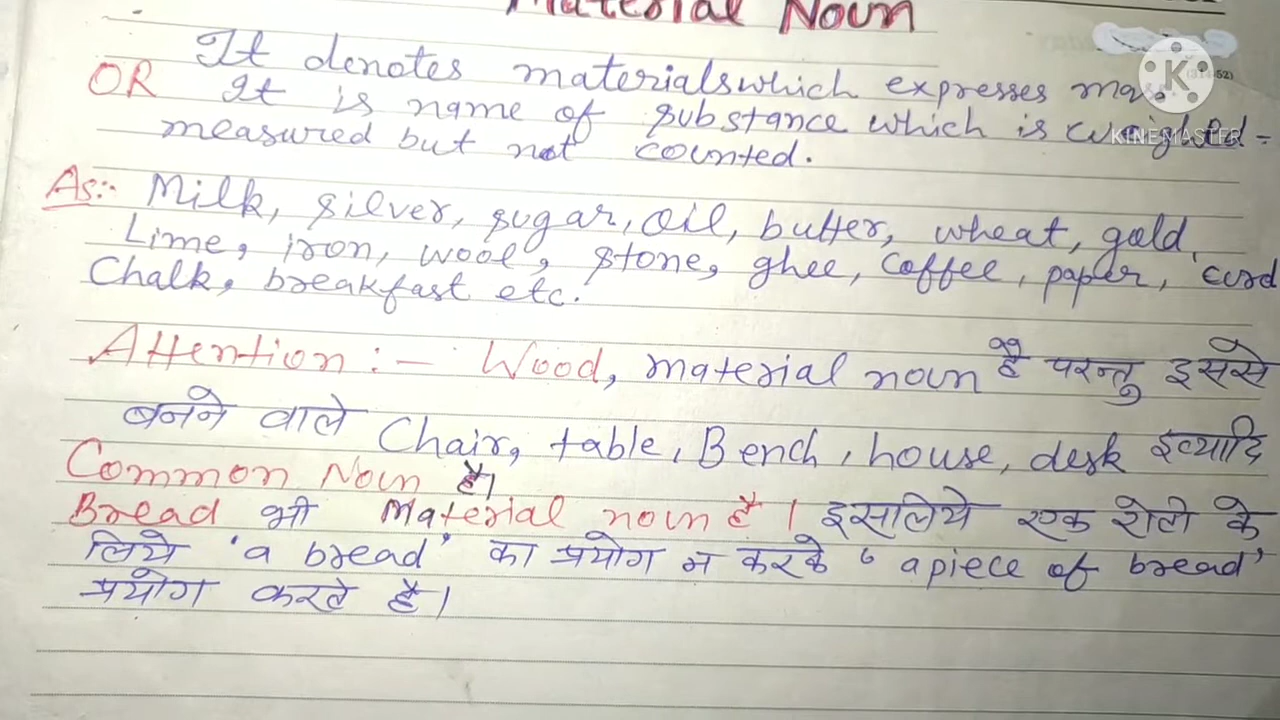 Material Noun
It denotes materials which expresses mass.
OR It is name of substance which is weighted-
measured but not counted.
As:- Milk, silver, sugar, oil, butter, wheat, gold,
Lime, iron, wool, stone, ghee, coffee, paper, curd
Chalk, breakfast etc.
Attention :- Wood, material noun है परन्तु इससे
बनने वाले Chair, table, Bench, house, desk इत्यादि
Common Noun है।
Bread भी Material noun है। इसलिये एक रोटी के
लिये 'a bread' का प्रयोग न करके 'a piece of bread'
प्रयोग करते है।
K
KINEMASTER